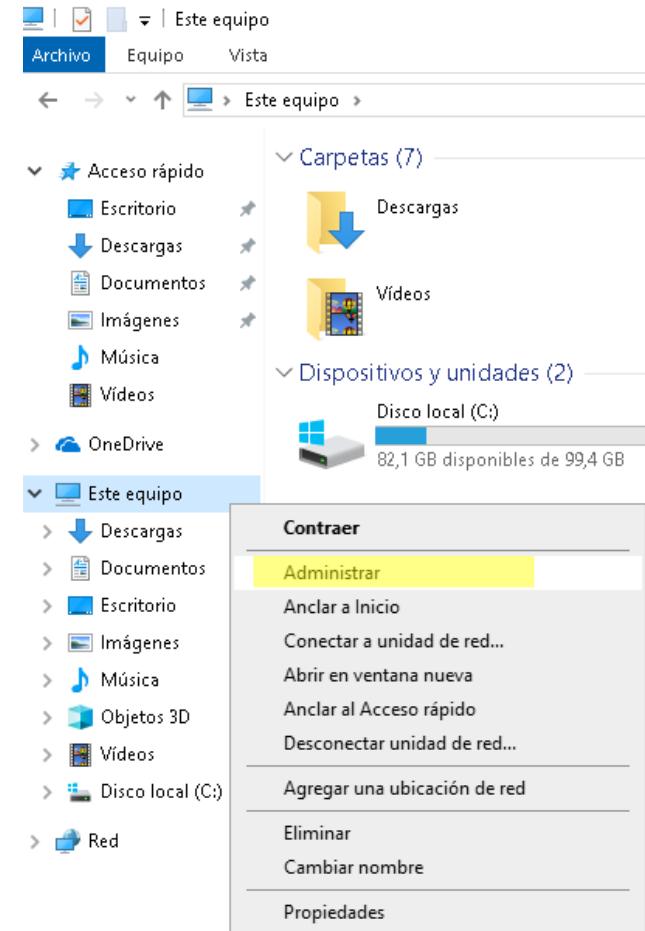 Este equipo
Archivo Equipo Vista
Este equipo
Acceso rápido
Escritorio
Descargas
Documentos
Imágenes
Música
Vídeos
OneDrive
Este equipo
Descargas
Documentos
Escritorio
Imágenes
Música
Objetos 3D
Vídeos
Disco local (C:)
Red
Carpetas (7)
Descargas
Vídeos
Dispositivos y unidades (2)
Disco local (C:)
82,1 GB disponibles de 99,4 GB
Contraer
Administrar
Anclar a Inicio
Conectar a unidad de red...
Abrir en ventana nueva
Anclar al Acceso rápido
Desconectar unidad de red...
Agregar una ubicación de red
Eliminar
Cambiar nombre
Propiedades